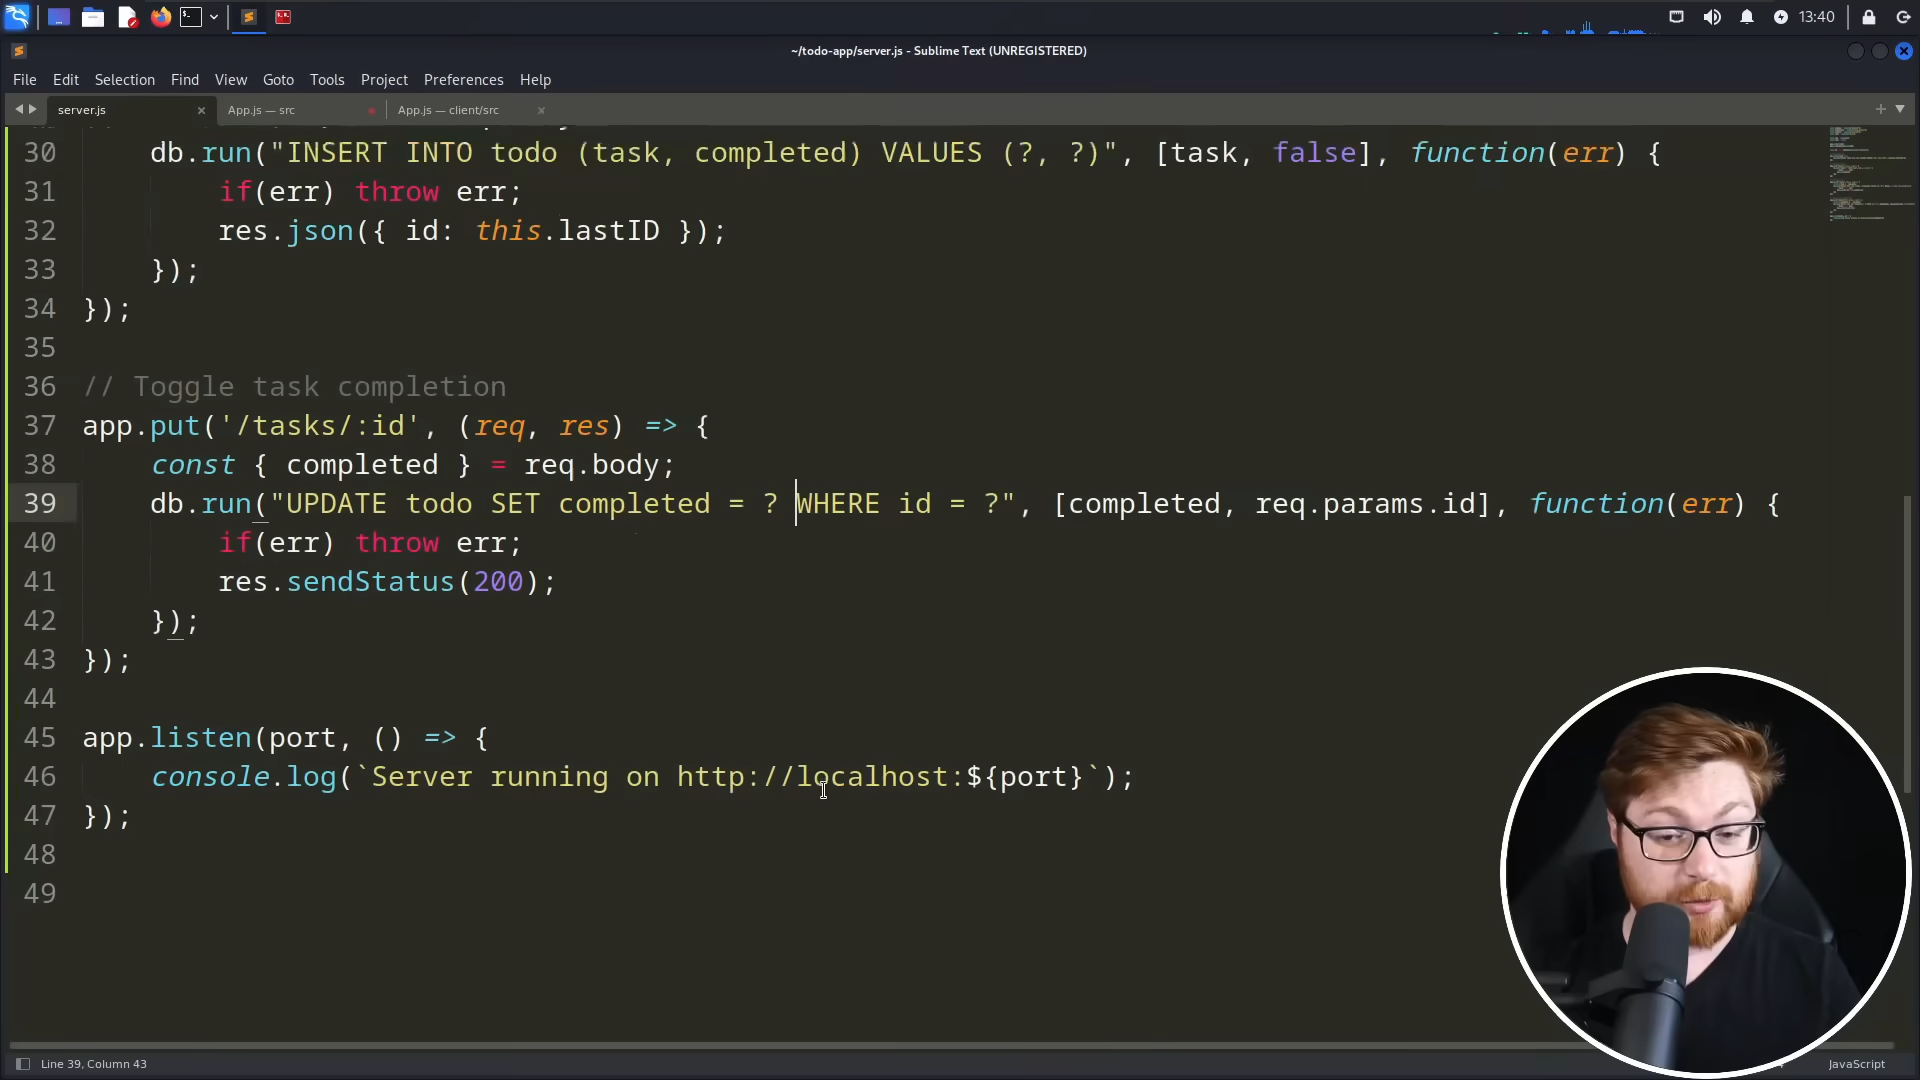 13:40
~/todo-app/server.js - Sublime Text (UNREGISTERED)
File Edit Selection Find View Goto Tools Project Preferences Help
server.js App.js — src App.js — client/src
30 db.run("INSERT INTO todo (task, completed) VALUES (?, ?)", [task, false], function(err) {
31 if(err) throw err;
32 res.json({ id: this.lastID });
33 });
34 });
35
36 // Toggle task completion
37 app.put('/tasks/:id', (req, res) => {
38 const { completed } = req.body;
39 db.run("UPDATE todo SET completed = ? WHERE id = ?", [completed, req.params.id], function(err) {
40 if(err) throw err;
41 res.sendStatus(200);
42 });
43 });
44
45 app.listen(port, () => {
46 console.log(`Server running on http://localhost:${port}`);
47 });
48
49
Line 39, Column 43
JavaScript